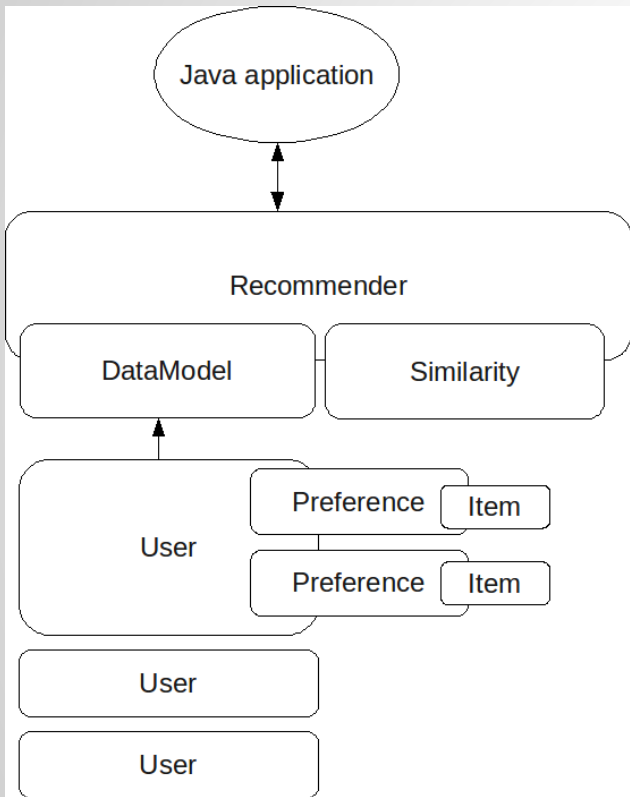 Java application
Recommender
DataModel
Similarity
User
Preference
Item
Preference
Item
User
User